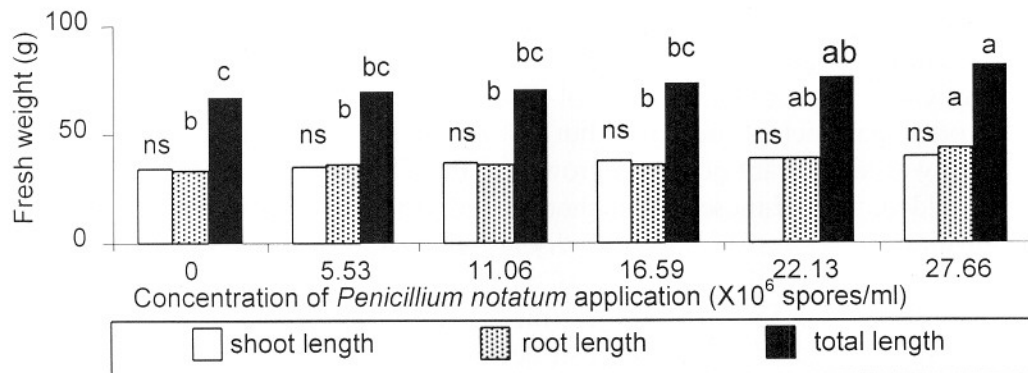 Fresh weight (g)
100
50
0
c bc bc bc ab a
b b b b ab a
ns ns ns ns ns ns
0 5.53 11.06 16.59 22.13 27.66
Concentration of Penicillium notatum application (X10⁶ spores/ml)
shoot length root length total length